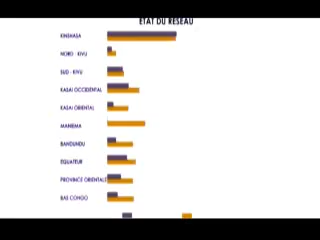 ETAT DU RESEAU
KINSHASA
NORD - KIVU
SUD - KIVU
KASAI OCCIDENTAL
KASAI ORIENTAL
MANIEMA
BANDUNDU
EQUATEUR
PROVINCE ORIENTALE
BAS CONGO